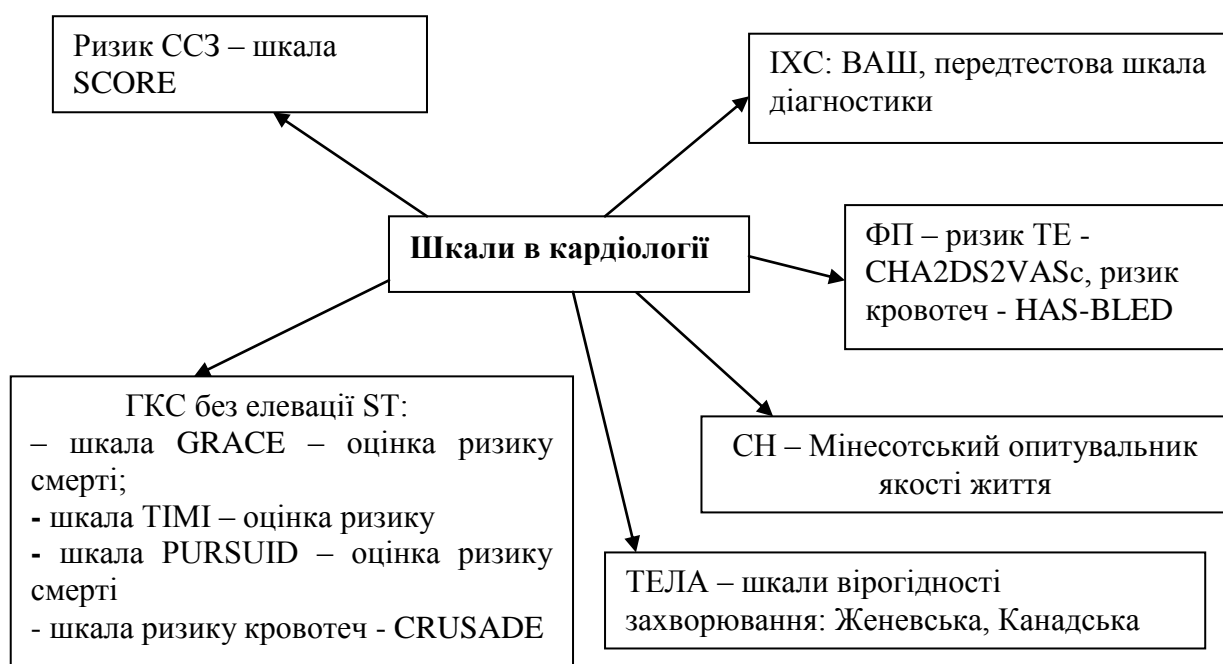 Ризик ССЗ – шкала
SCORE
ІХС: ВАШ, передтестова шкала
діагностики
Шкали в кардіології
ФП – ризик ТЕ -
CHA2DS2VASc, ризик
кровотеч - HAS-BLED
ГКС без елевації ST:
– шкала GRACE – оцінка ризику
смерті;
- шкала TIMI – оцінка ризику
- шкала PURSUID – оцінка ризику
смерті
- шкала ризику кровотеч - CRUSADE
СН – Мінесотський опитувальник
якості життя
ТЕЛА – шкали вірогідності
захворювання: Женевська, Канадська